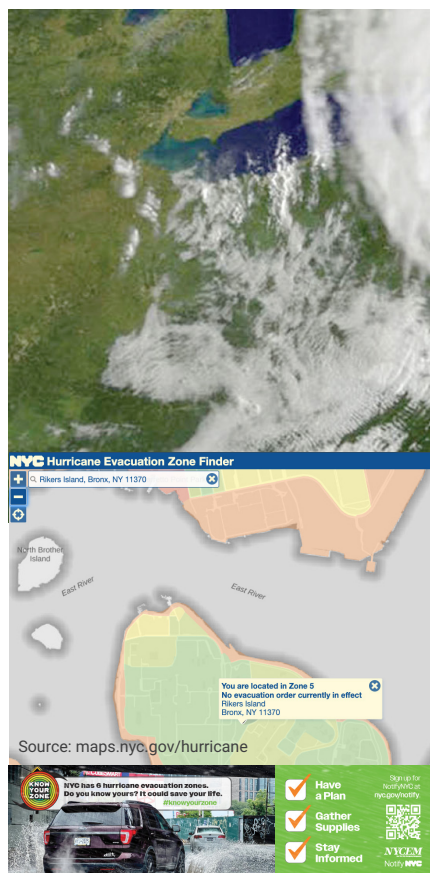 NYC Hurricane Evacuation Zone Finder
Rikers Island, Bronx, NY 11370
North Brother
Island
East River
East River
You are located in Zone 5
No evacuation order currently in effect
Rikers Island
Bronx, NY 11370
Source: maps.nyc.gov/hurricane
KNOW
YOUR
ZONE
NYC has 6 hurricane evacuation zones.
Do you know yours? It could save your life.
#knowyourzone
Have
a Plan
Gather
Supplies
Stay
Informed
Sign up for
NotifyNYC at
nyc.gov/notify
NYCEM
Notify NYC